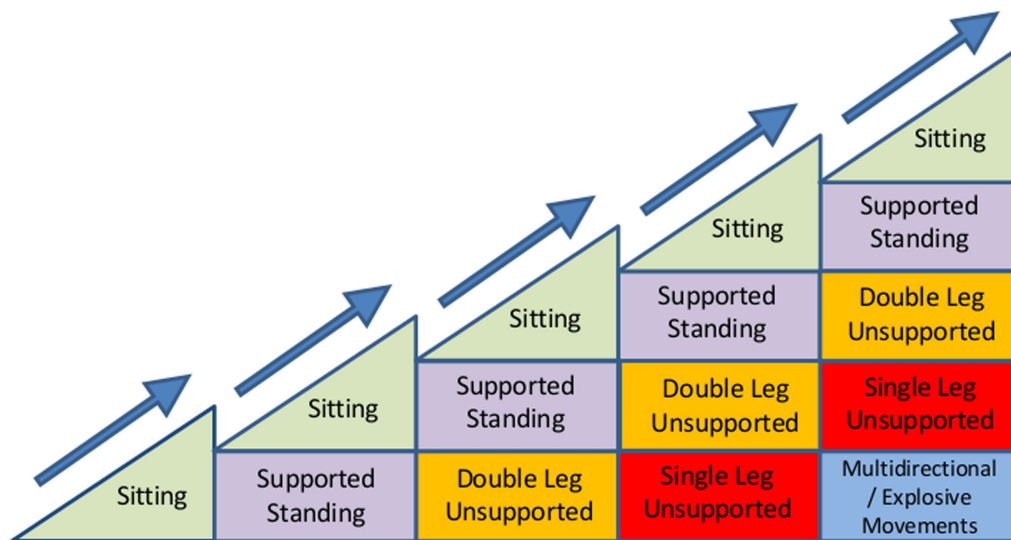 Sitting
Supported
Standing
Sitting
Double Leg
Unsupported
Supported
Standing
Sitting
Single Leg
Unsupported
Double Leg
Unsupported
Supported
Standing
Sitting
Multidirectional
/ Explosive
Movements
Single Leg
Unsupported
Double Leg
Unsupported
Supported
Standing
Sitting